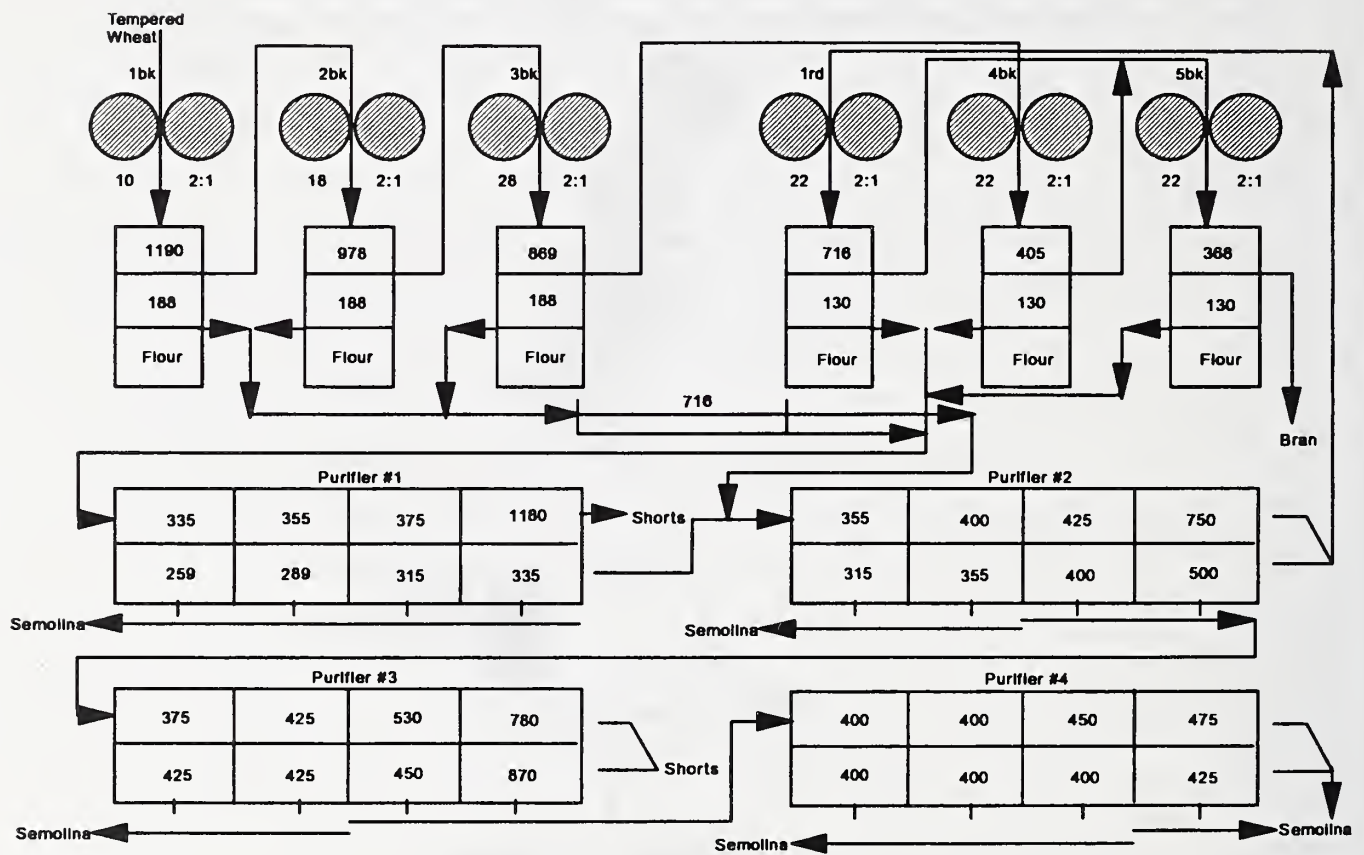 Tempered
Wheat
1bk 2bk 3bk 1rd 4bk 5bk
10 2:1 18 2:1 28 2:1 22 2:1 22 2:1 22 2:1
1190 978 869 716 405 368
188 188 188 130 130 130
Flour Flour Flour Flour Flour Flour
716
Bran
Purifier #1 Purifier #2
335 355 375 1180 Shorts 355 400 425 750
259 289 315 335 315 355 400 500
Semolina Semolina
Purifier #3 Purifier #4
375 425 530 780 400 400 450 475
425 425 450 870 Shorts 400 400 400 425
Semolina Semolina Semolina